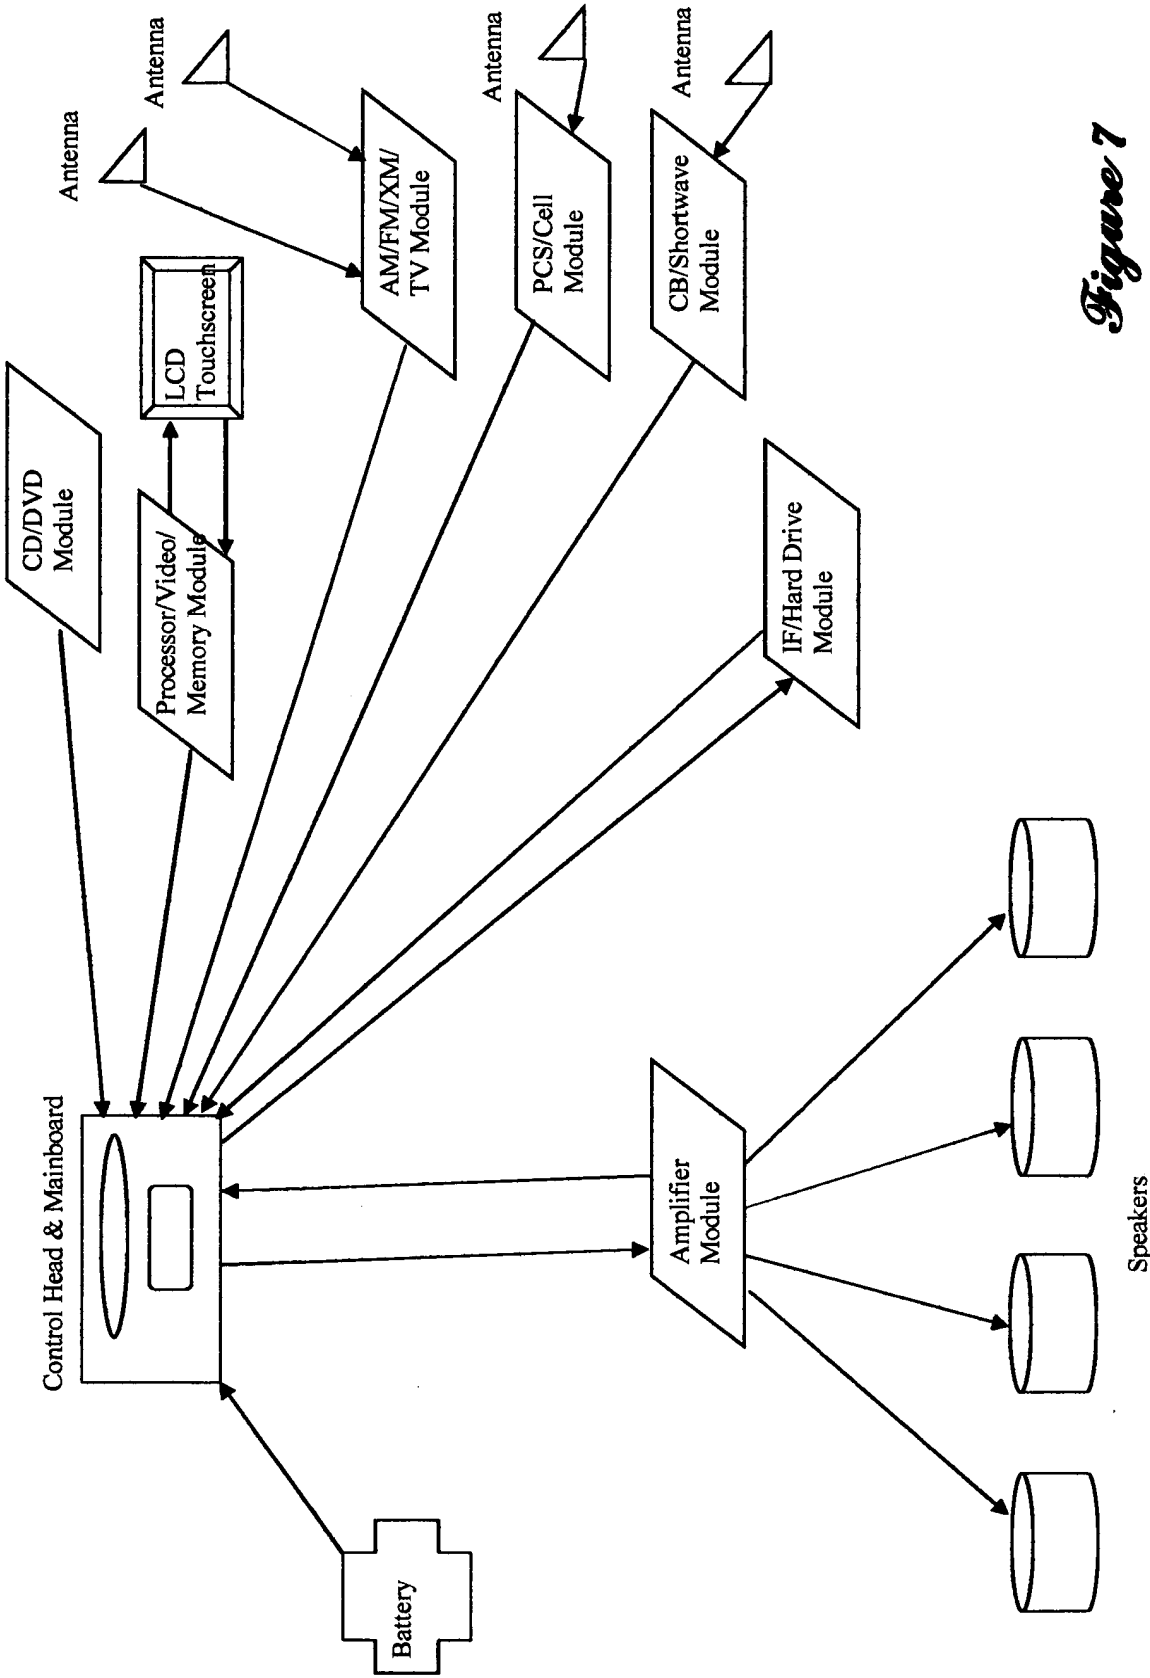 Control Head & Mainboard
CD/DVD
Module
Processor/Video/
Memory Module
LCD
Touchscreen
Antenna
Antenna
AM/FM/XM/
TV Module
Antenna
PCS/Cell
Module
Antenna
CB/Shortwave
Module
IF/Hard Drive
Module
Battery
Amplifier
Module
Speakers
Figure 7